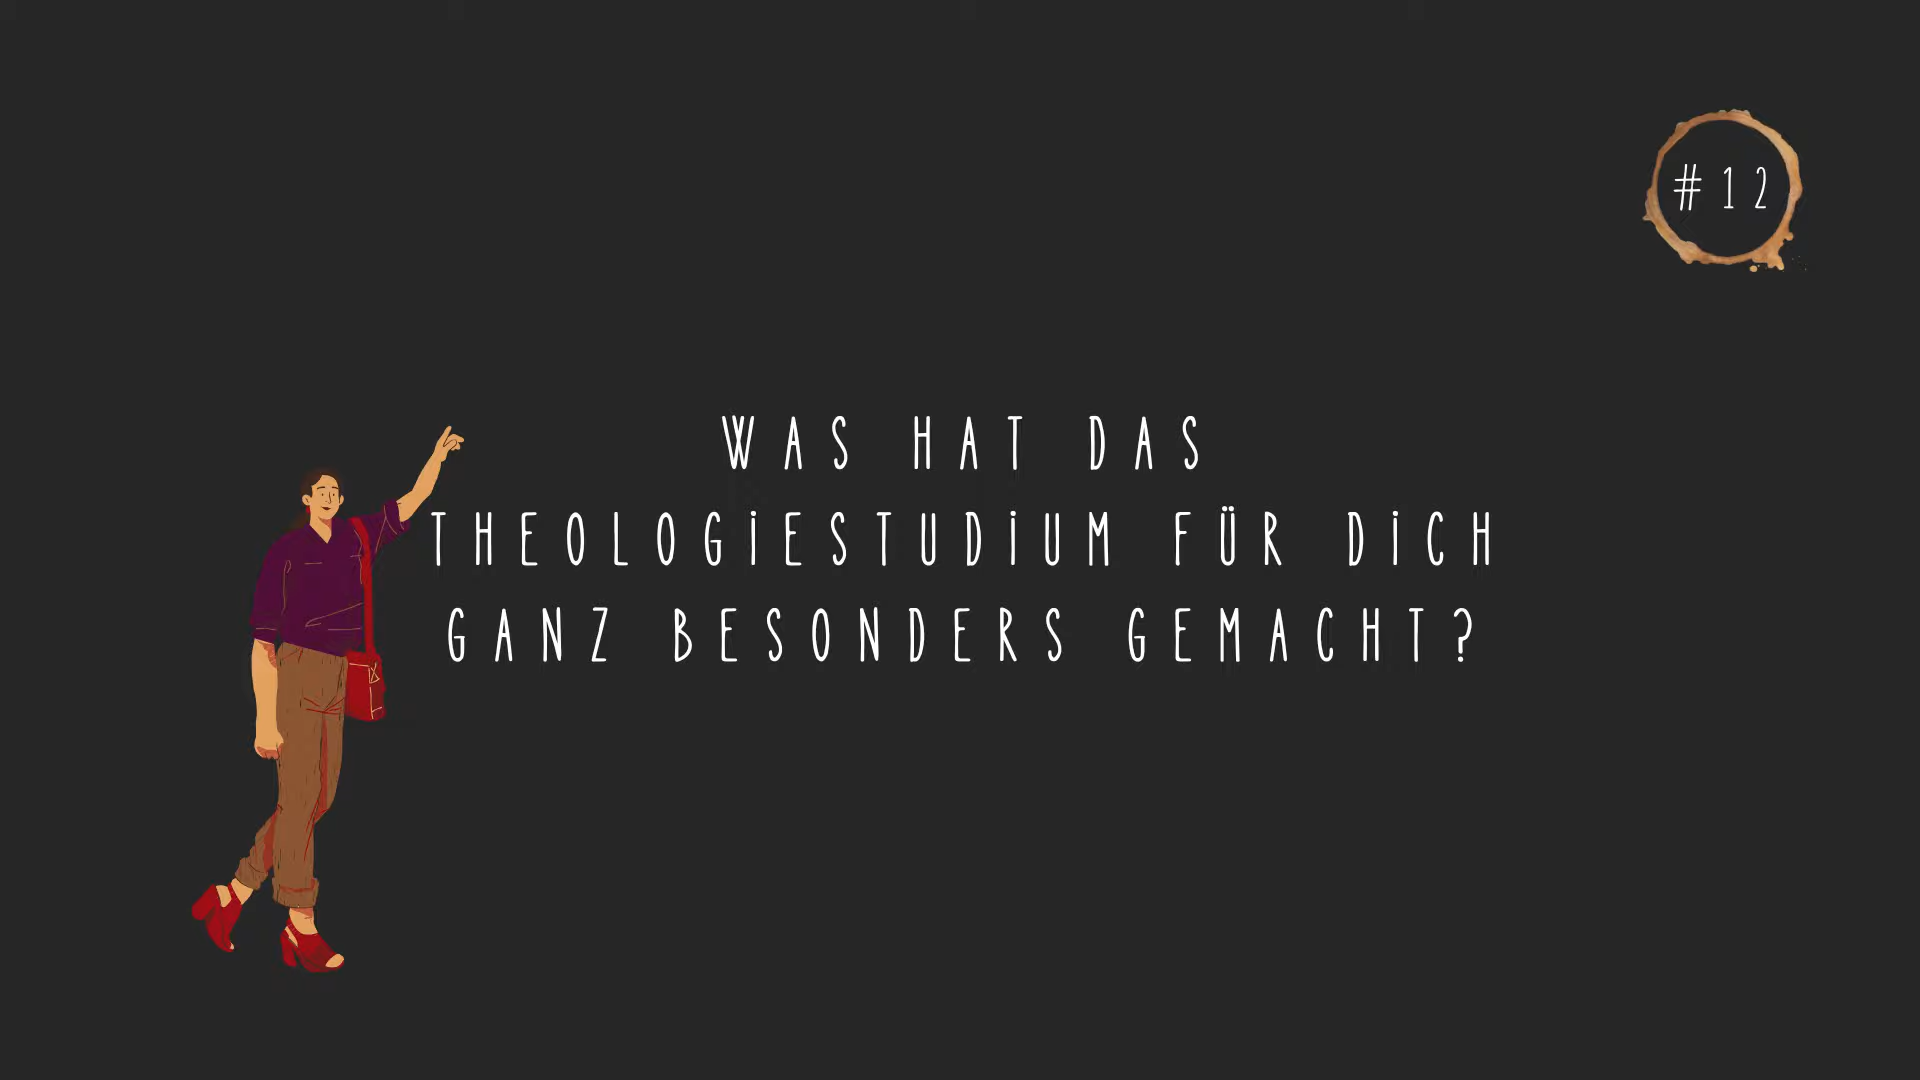 #12
WAS HAT DAS
THEOLOGIESTUDIUM FÜR DICH
GANZ BESONDERS GEMACHT?